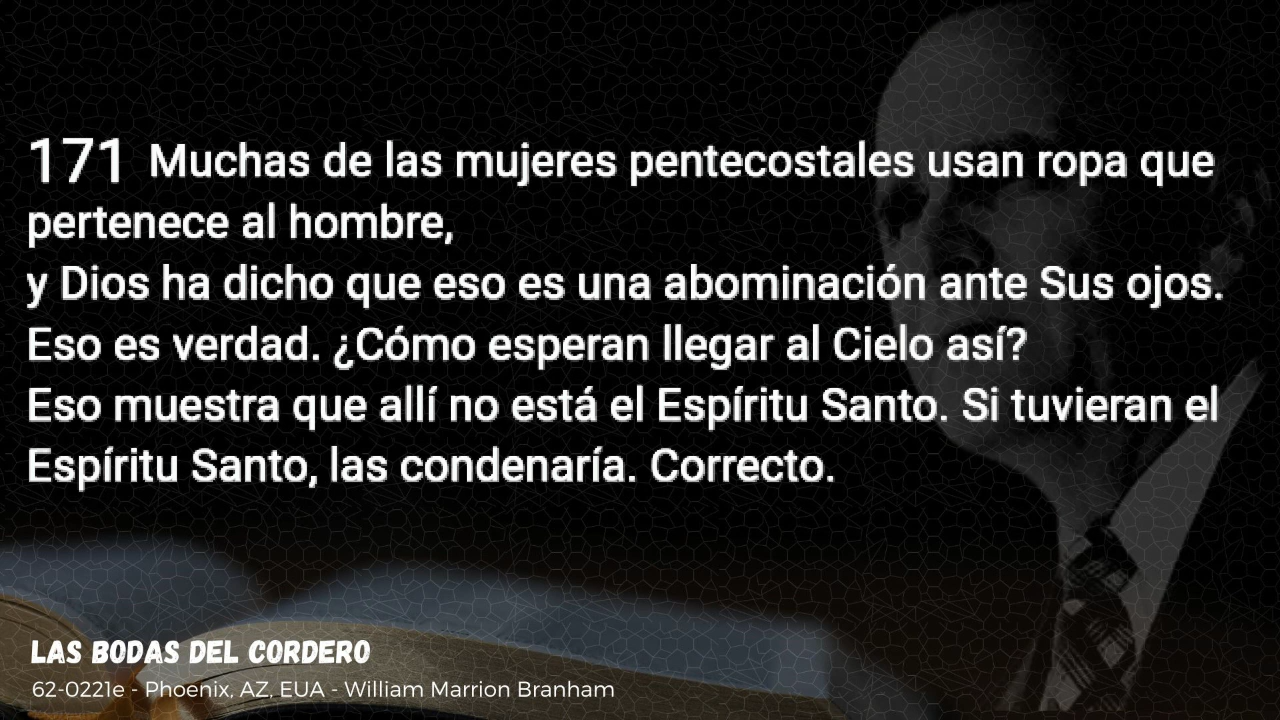 171 Muchas de las mujeres pentecostales usan ropa que
pertenece al hombre,
y Dios ha dicho que eso es una abominación ante Sus ojos.
Eso es verdad. ¿Cómo esperan llegar al Cielo así?
Eso muestra que allí no está el Espíritu Santo. Si tuvieran el
Espíritu Santo, las condenaría. Correcto.
LAS BODAS DEL CORDERO
62-0221e - Phoenix, AZ, EUA - William Marrion Branham